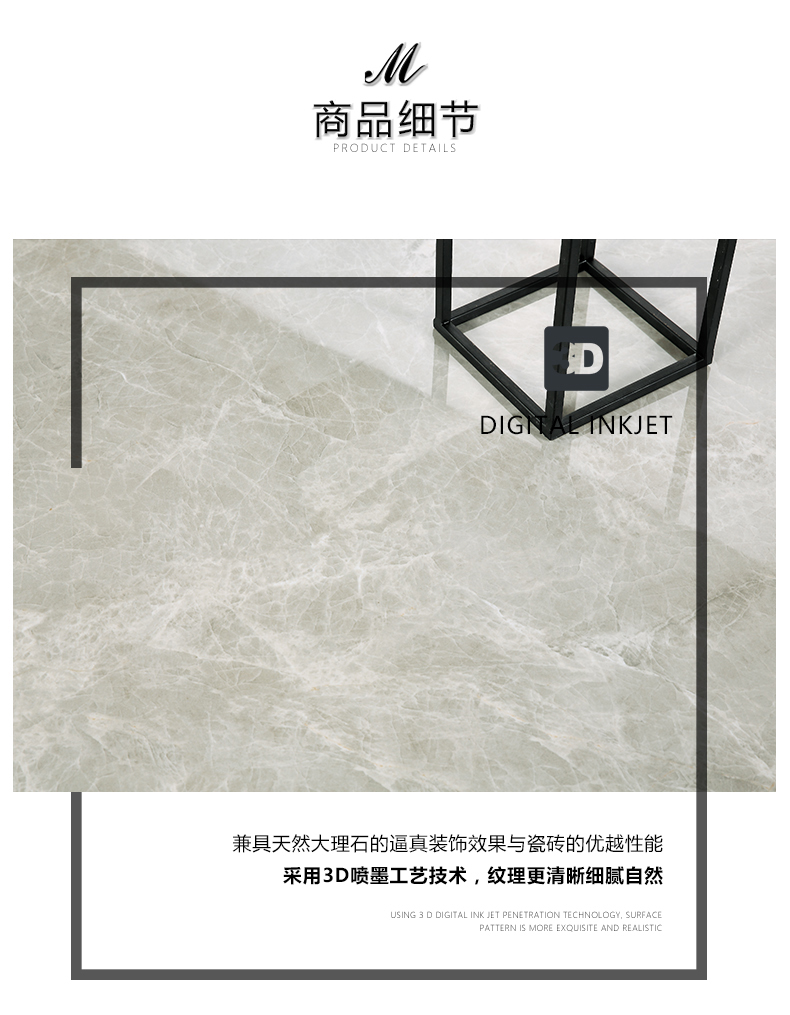 M
商品细节
PRODUCT DETAILS
3D
DIGITAL INKJET
兼具天然大理石的逼真装饰效果与瓷砖的优越性能
采用3D喷墨工艺技术，纹理更清晰细腻自然
USING 3 D DIGITAL INK JET PENETRATION TECHNOLOGY, SURFACE
PATTERN IS MORE EXQUISITE AND REALISTIC